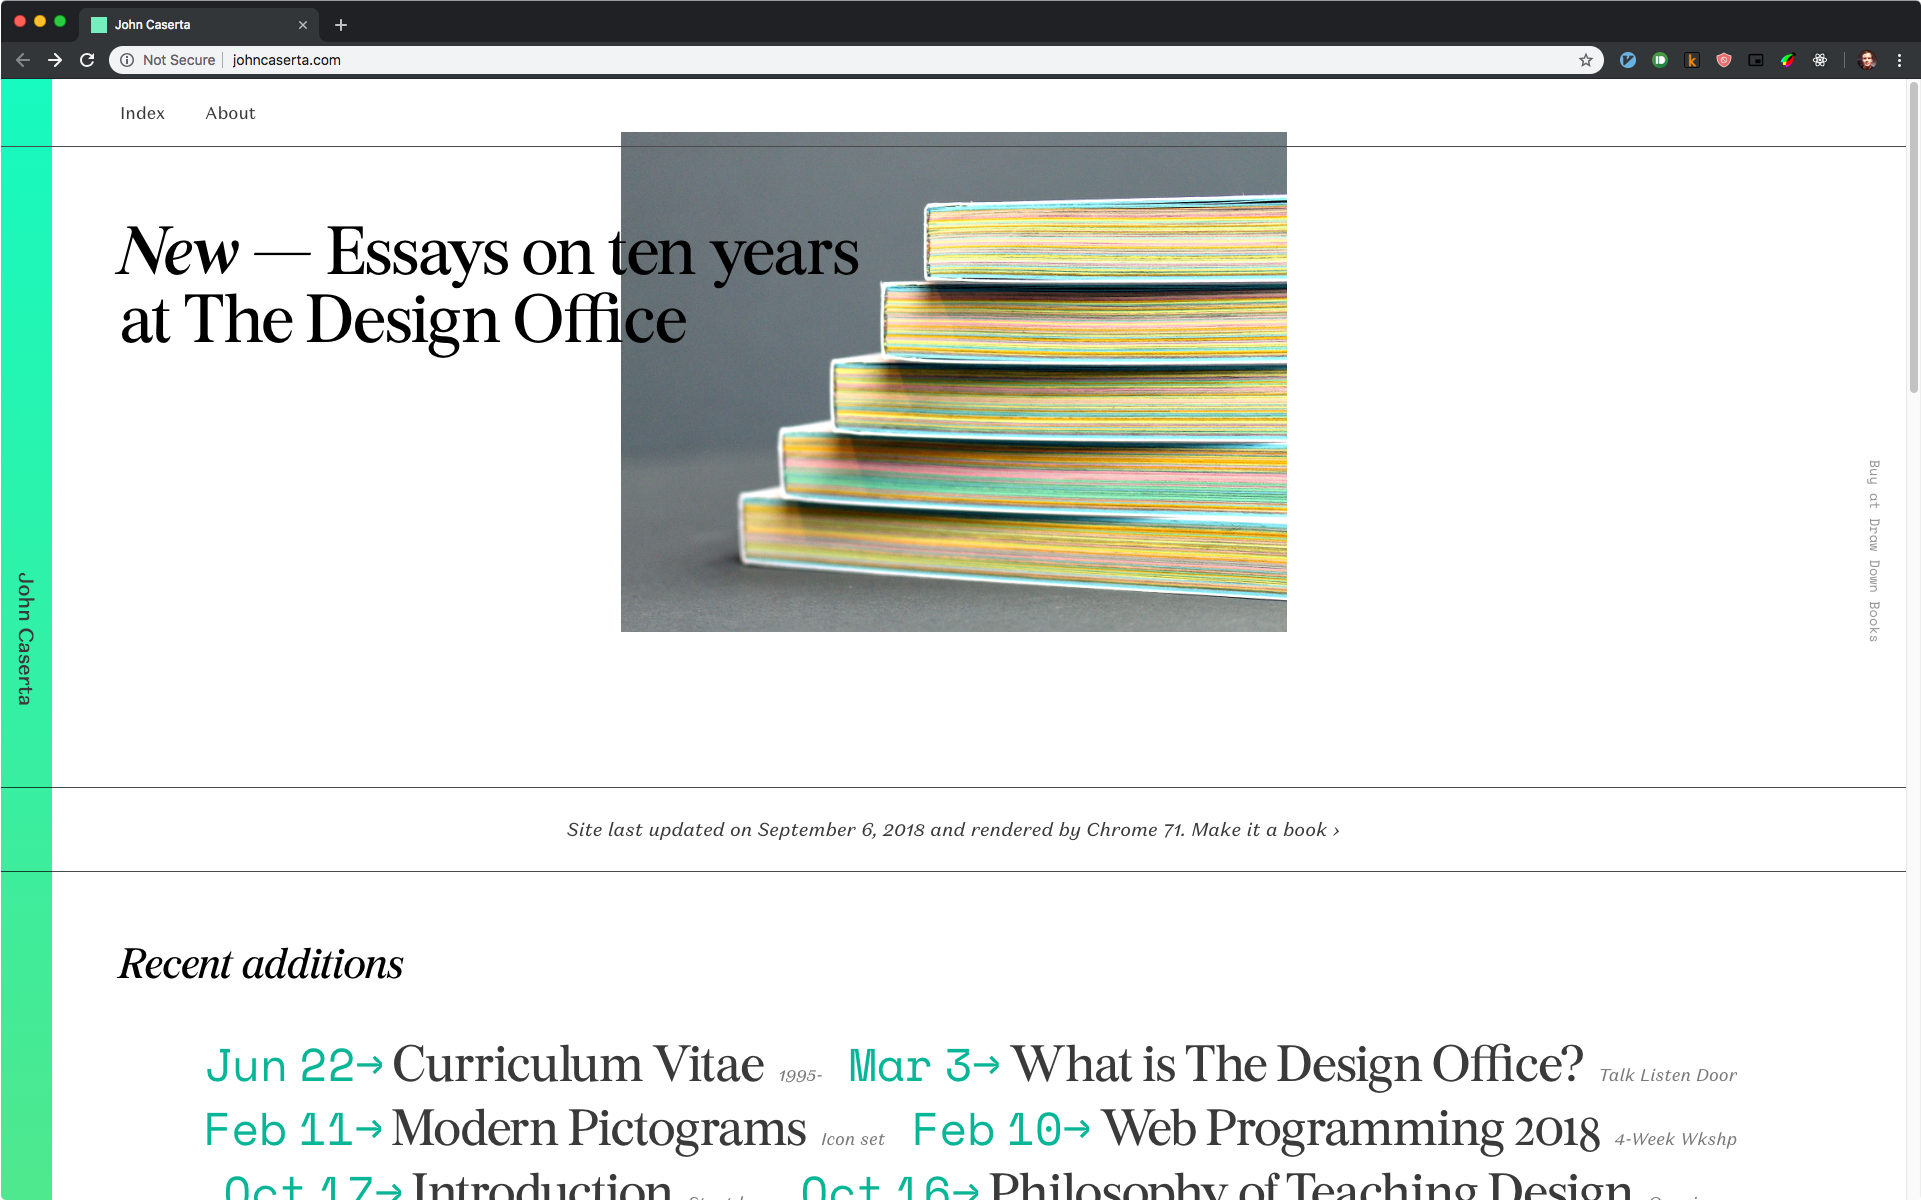 John Caserta
Not Secure johncaserta.com
Index About
New — Essays on ten years
at The Design Office
John Caserta
Buy at Draw Down Books
Site last updated on September 6, 2018 and rendered by Chrome 71. Make it a book ›
Recent additions
Jun 22→ Curriculum Vitae 1995- Mar 3→ What is The Design Office? Talk Listen Door
Feb 11→ Modern Pictograms Icon set Feb 10→ Web Programming 2018 4-Week Wkshp
Oct 17→ Introduction Oct 16→ Philosophy of Teaching Design